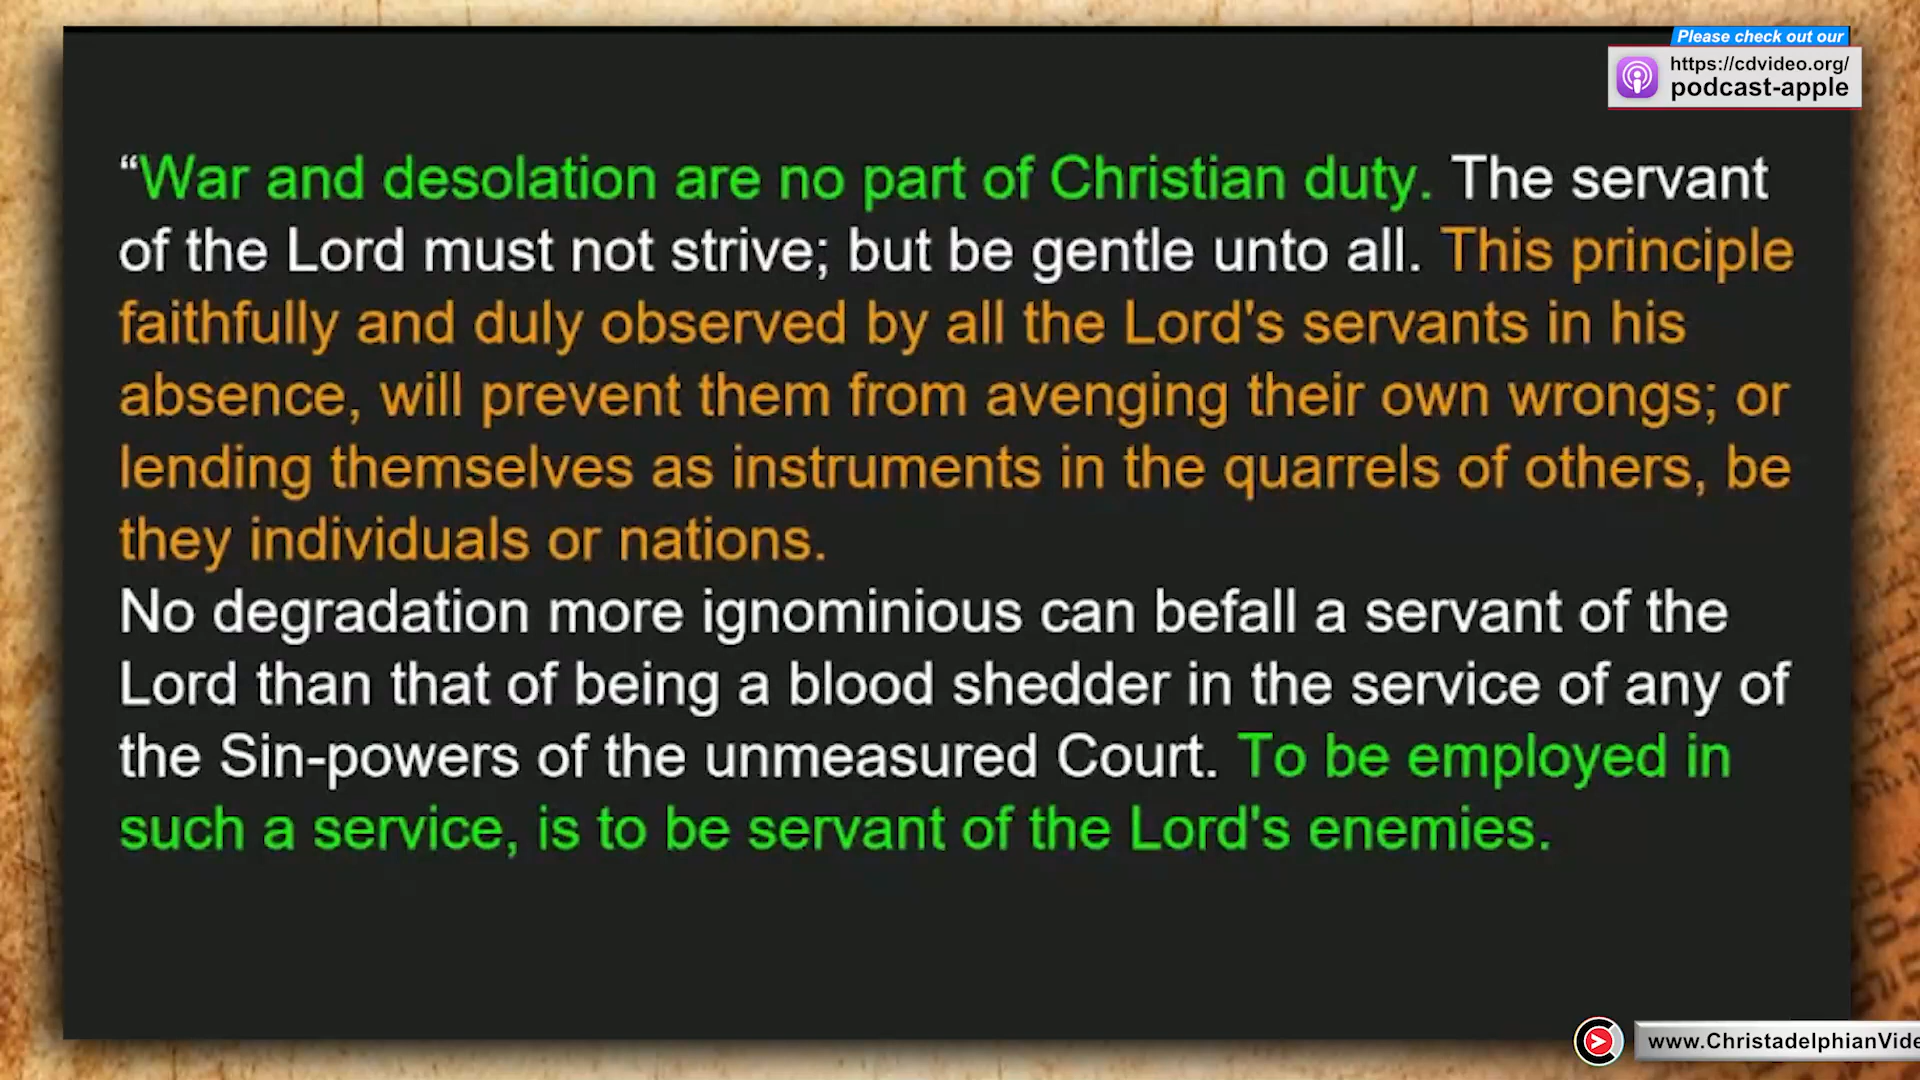 Please check out our
https://cdvideo.org/
podcast-apple
“War and desolation are no part of Christian duty. The servant
of the Lord must not strive; but be gentle unto all. This principle
faithfully and duly observed by all the Lord's servants in his
absence, will prevent them from avenging their own wrongs; or
lending themselves as instruments in the quarrels of others, be
they individuals or nations.
No degradation more ignominious can befall a servant of the
Lord than that of being a blood shedder in the service of any of
the Sin-powers of the unmeasured Court. To be employed in
such a service, is to be servant of the Lord's enemies.
www.ChristadelphianVide